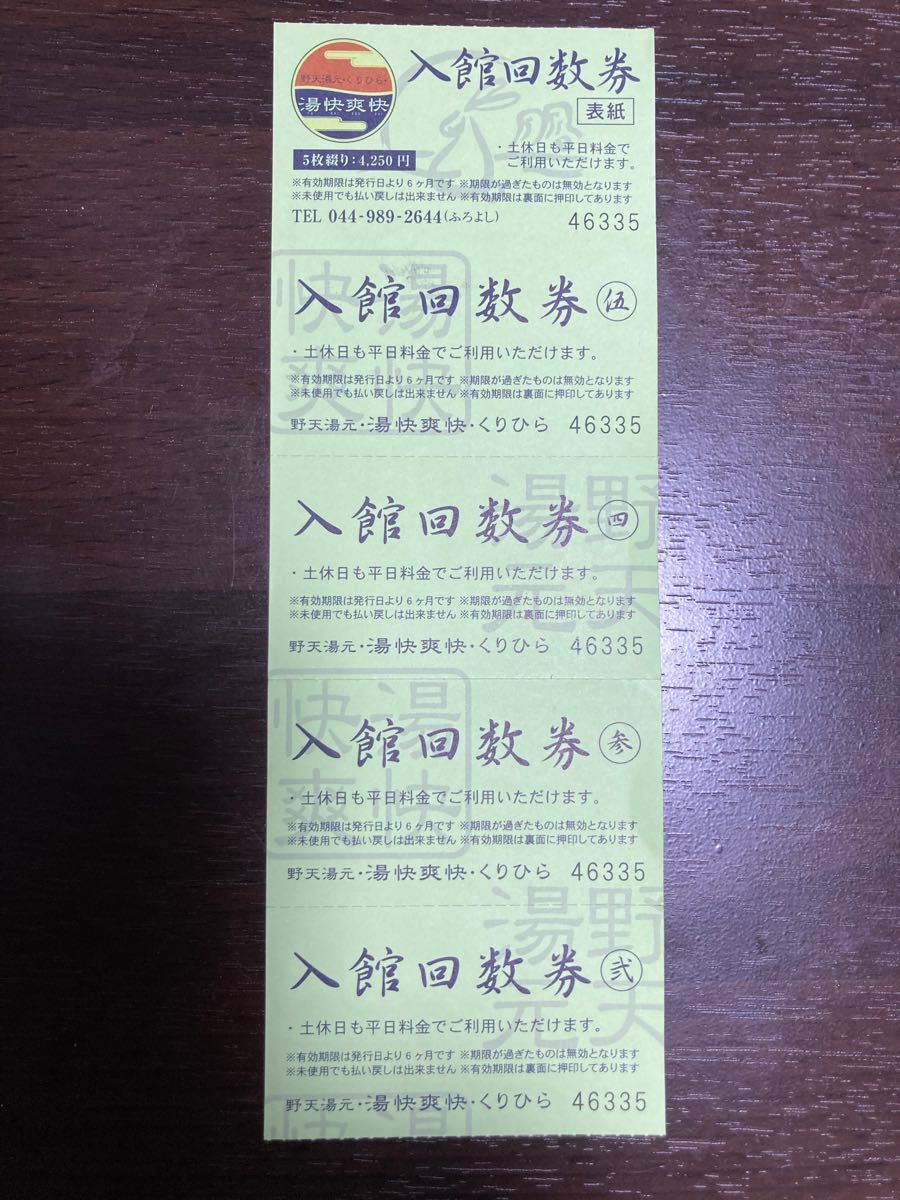 入館回数券
表紙
野天湯元・くりひら・
湯快爽快
5枚綴り:4,250円
・土休日も平日料金で
ご利用いただけます。
※有効期限は発行日より6ヶ月です ※期限が過ぎたものは無効となります
※未使用でも払い戻しは出来ません ※有効期限は裏面に押印してあります
TEL 044-989-2644(ふろよし)
46335
湯快爽快
入館回数券 伍
・土休日も平日料金でご利用いただけます。
※有効期限は発行日より6ヶ月です ※期限が過ぎたものは無効となります
※未使用でも払い戻しは出来ません ※有効期限は裏面に押印してあります
野天湯元・湯快爽快・くりひら 46335
野天湯元
入館回数券 四
・土休日も平日料金でご利用いただけます。
※有効期限は発行日より6ヶ月です ※期限が過ぎたものは無効となります
※未使用でも払い戻しは出来ません ※有効期限は裏面に押印してあります
野天湯元・湯快爽快・くりひら 46335
湯快爽快
入館回数券 参
・土休日も平日料金でご利用いただけます。
※有効期限は発行日より6ヶ月です ※期限が過ぎたものは無効となります
※未使用でも払い戻しは出来ません ※有効期限は裏面に押印してあります
野天湯元・湯快爽快・くりひら 46335
野天湯元
入館回数券 弐
・土休日も平日料金でご利用いただけます。
※有効期限は発行日より6ヶ月です ※期限が過ぎたものは無効となります
※未使用でも払い戻しは出来ません ※有効期限は裏面に押印してあります
野天湯元・湯快爽快・くりひら 46335